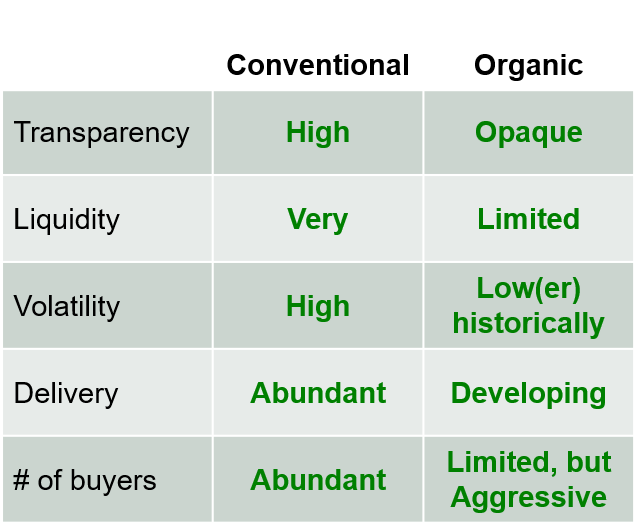 Conventional Organic
Transparency High Opaque
Liquidity Very Limited
Volatility High Low(er) historically
Delivery Abundant Developing
# of buyers Abundant Limited, but Aggressive